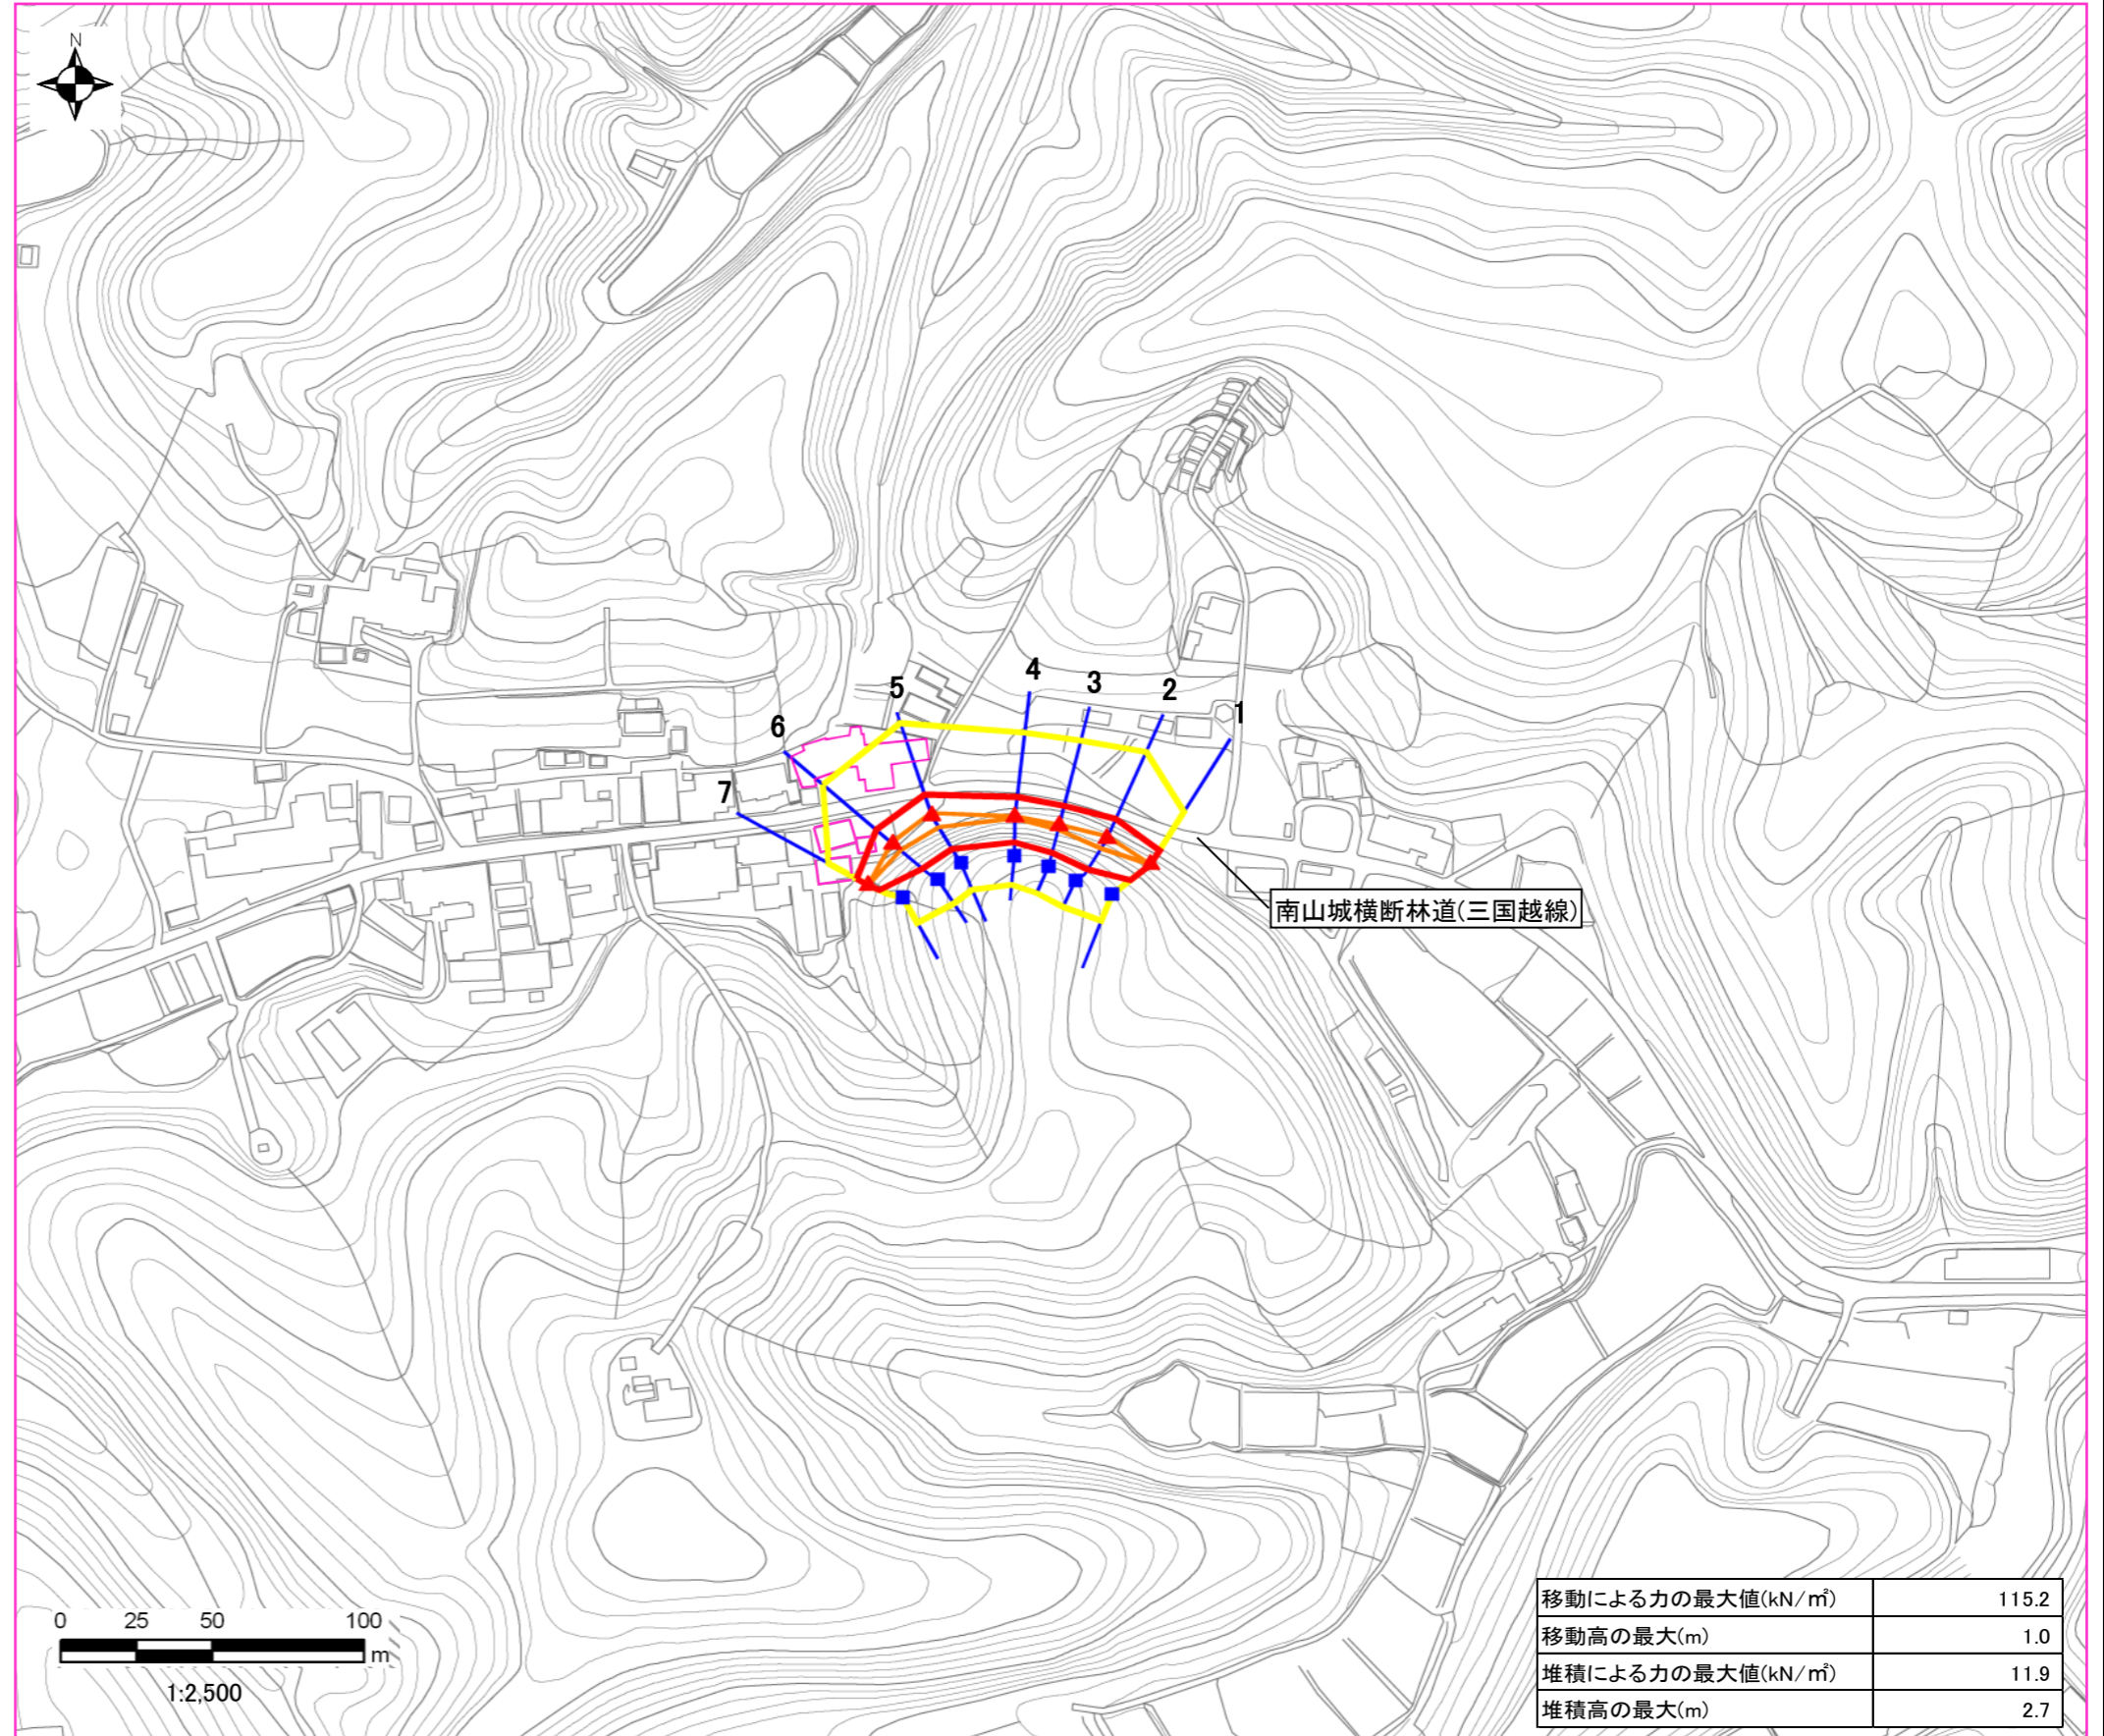 N
4
3
5
2
1
6
7
南山城横断林道(三国越線)
移動による力の最大値(kN/㎡) 115.2
移動高の最大(m) 1.0
堆積による力の最大値(kN/㎡) 11.9
堆積高の最大(m) 2.7
0 25 50 100
m
1:2,500